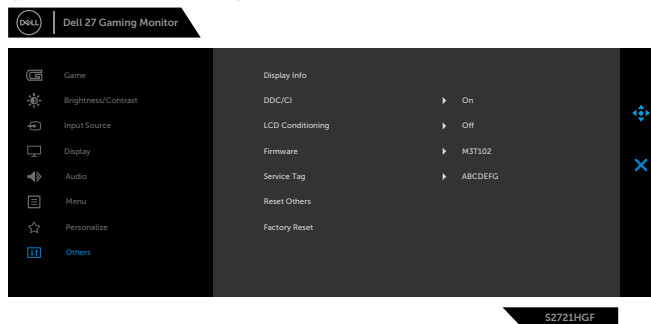 DELL
Dell 27 Gaming Monitor
Game
Display Info
Brightness/Contrast
DDC/CI
On
Input Source
LCD Conditioning
Off
Display
Firmware
M3T102
Audio
Service Tag
ABCDEFG
Menu
Reset Others
Personalize
Factory Reset
Others
S2721HGF